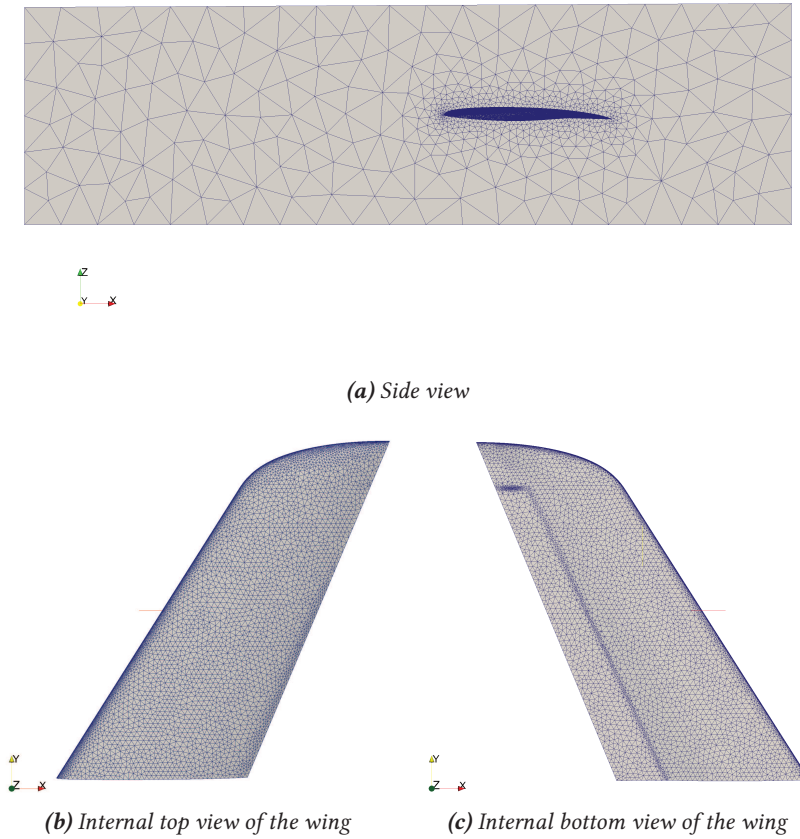 Z
Y X
(a) Side view
Y
Z X
Y
Z X
(b) Internal top view of the wing
(c) Internal bottom view of the wing